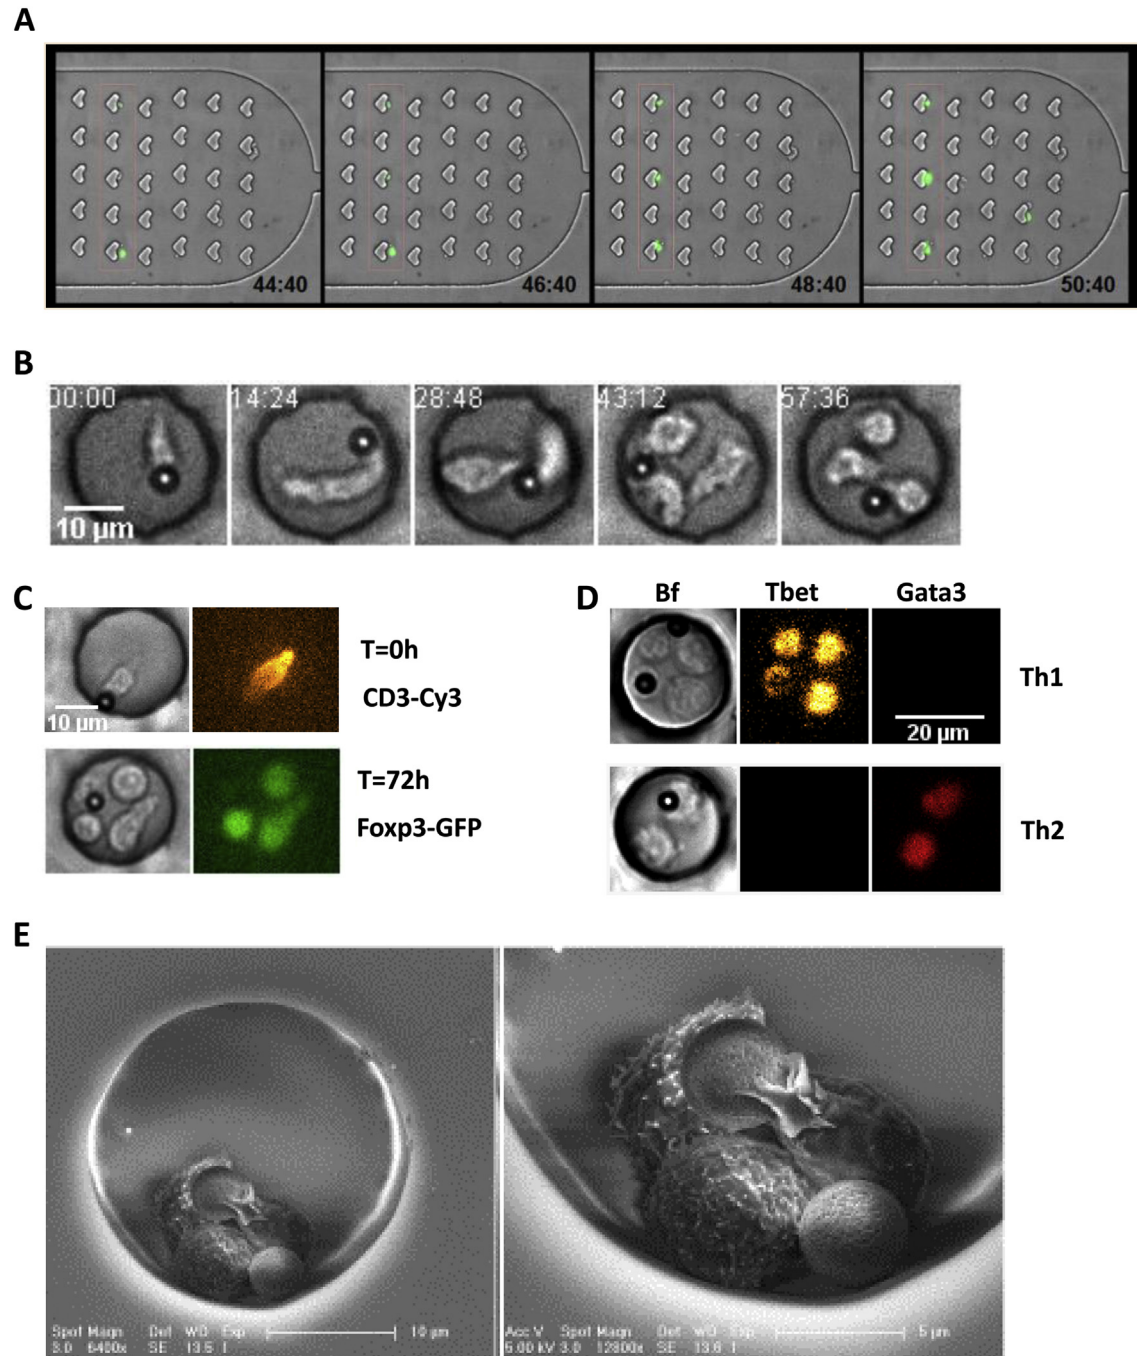 A
44:40
46:40
48:40
50:40
B
00:00
14:24
28:48
43:12
57:36
10 µm
C
T=0h
CD3-Cy3
10 µm
T=72h
Foxp3-GFP
D
Bf
Tbet
Gata3
Th1
20 µm
Th2
E
Spot Magn Det WD Exp
3.0 6400x SE 13.5 1
10 µm
Acc V Spot Magn Det WD Exp
5.00 kV 3.0 12800x SE 13.6 1
5 µm